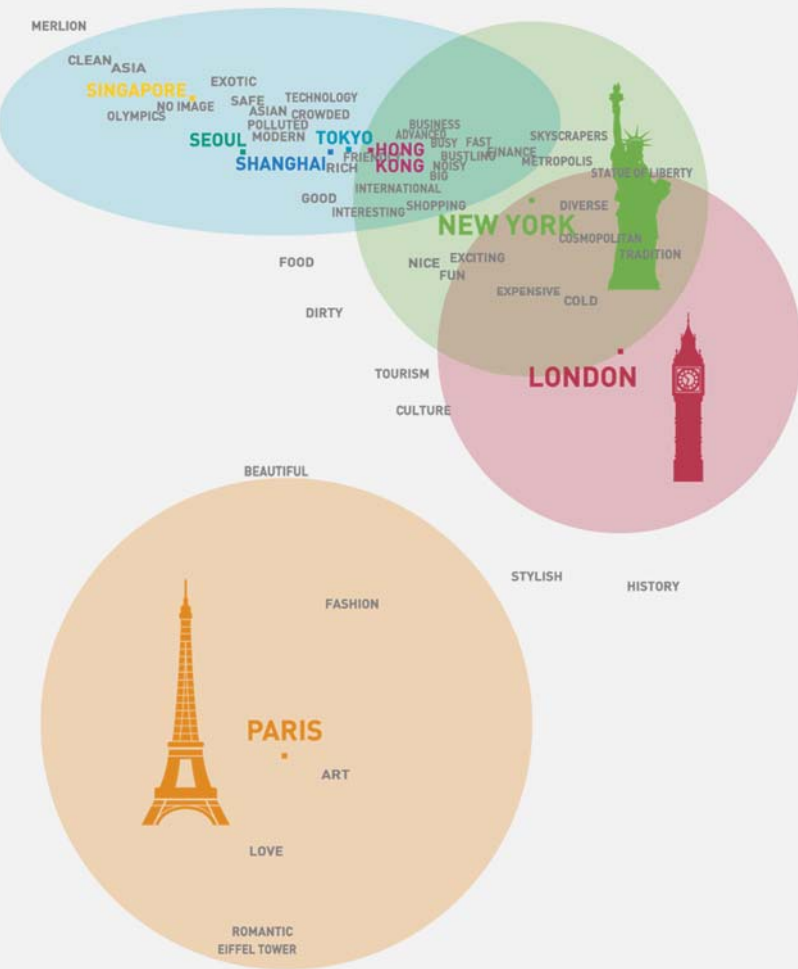 MERLION
CLEAN
ASIA
SINGAPORE
EXOTIC
NO IMAGE
SAFE
TECHNOLOGY
OLYMPICS
ASIAN
CROWDED
POLLUTED
BUSINESS
SEOUL
MODERN
TOKYO
ADVANCED
SKYSCRAPERS
BUSY
FAST
HONG
KONG
SHANGHAI
BUSTLING
FINANCE
RICH
NOISY
METROPOLIS
BIG
STATUE OF LIBERTY
INTERNATIONAL
GOOD
INTERESTING
SHOPPING
DIVERSE
NEW YORK
COSMOPOLITAN
TRADITION
FOOD
NICE
EXCITING
FUN
EXPENSIVE
COLD
DIRTY
TOURISM
LONDON
CULTURE
BEAUTIFUL
STYLISH
HISTORY
FASHION
PARIS
ART
LOVE
ROMANTIC
EIFFEL TOWER